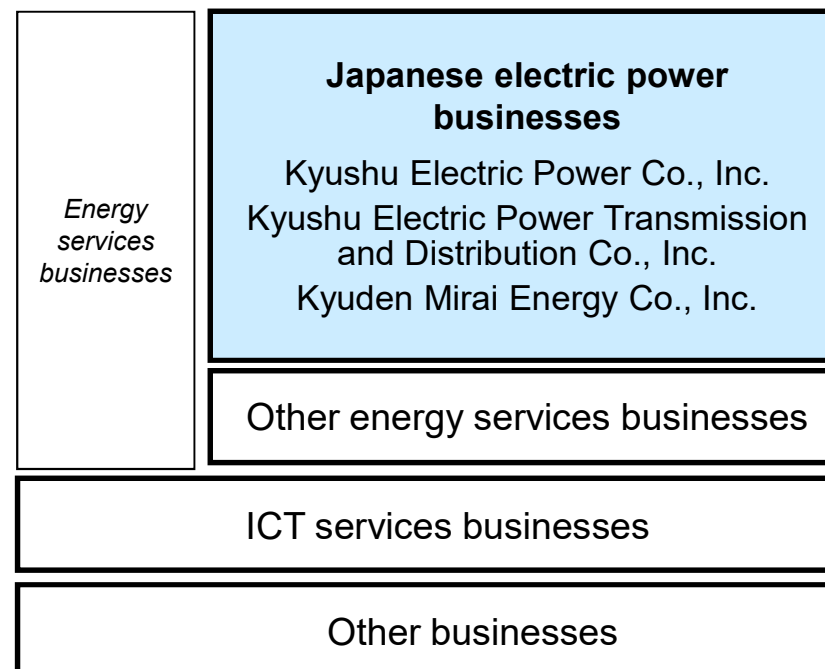 Energy
services
businesses
Japanese electric power
businesses
Kyushu Electric Power Co., Inc.
Kyushu Electric Power Transmission
and Distribution Co., Inc.
Kyuden Mirai Energy Co., Inc.
Other energy services businesses
ICT services businesses
Other businesses